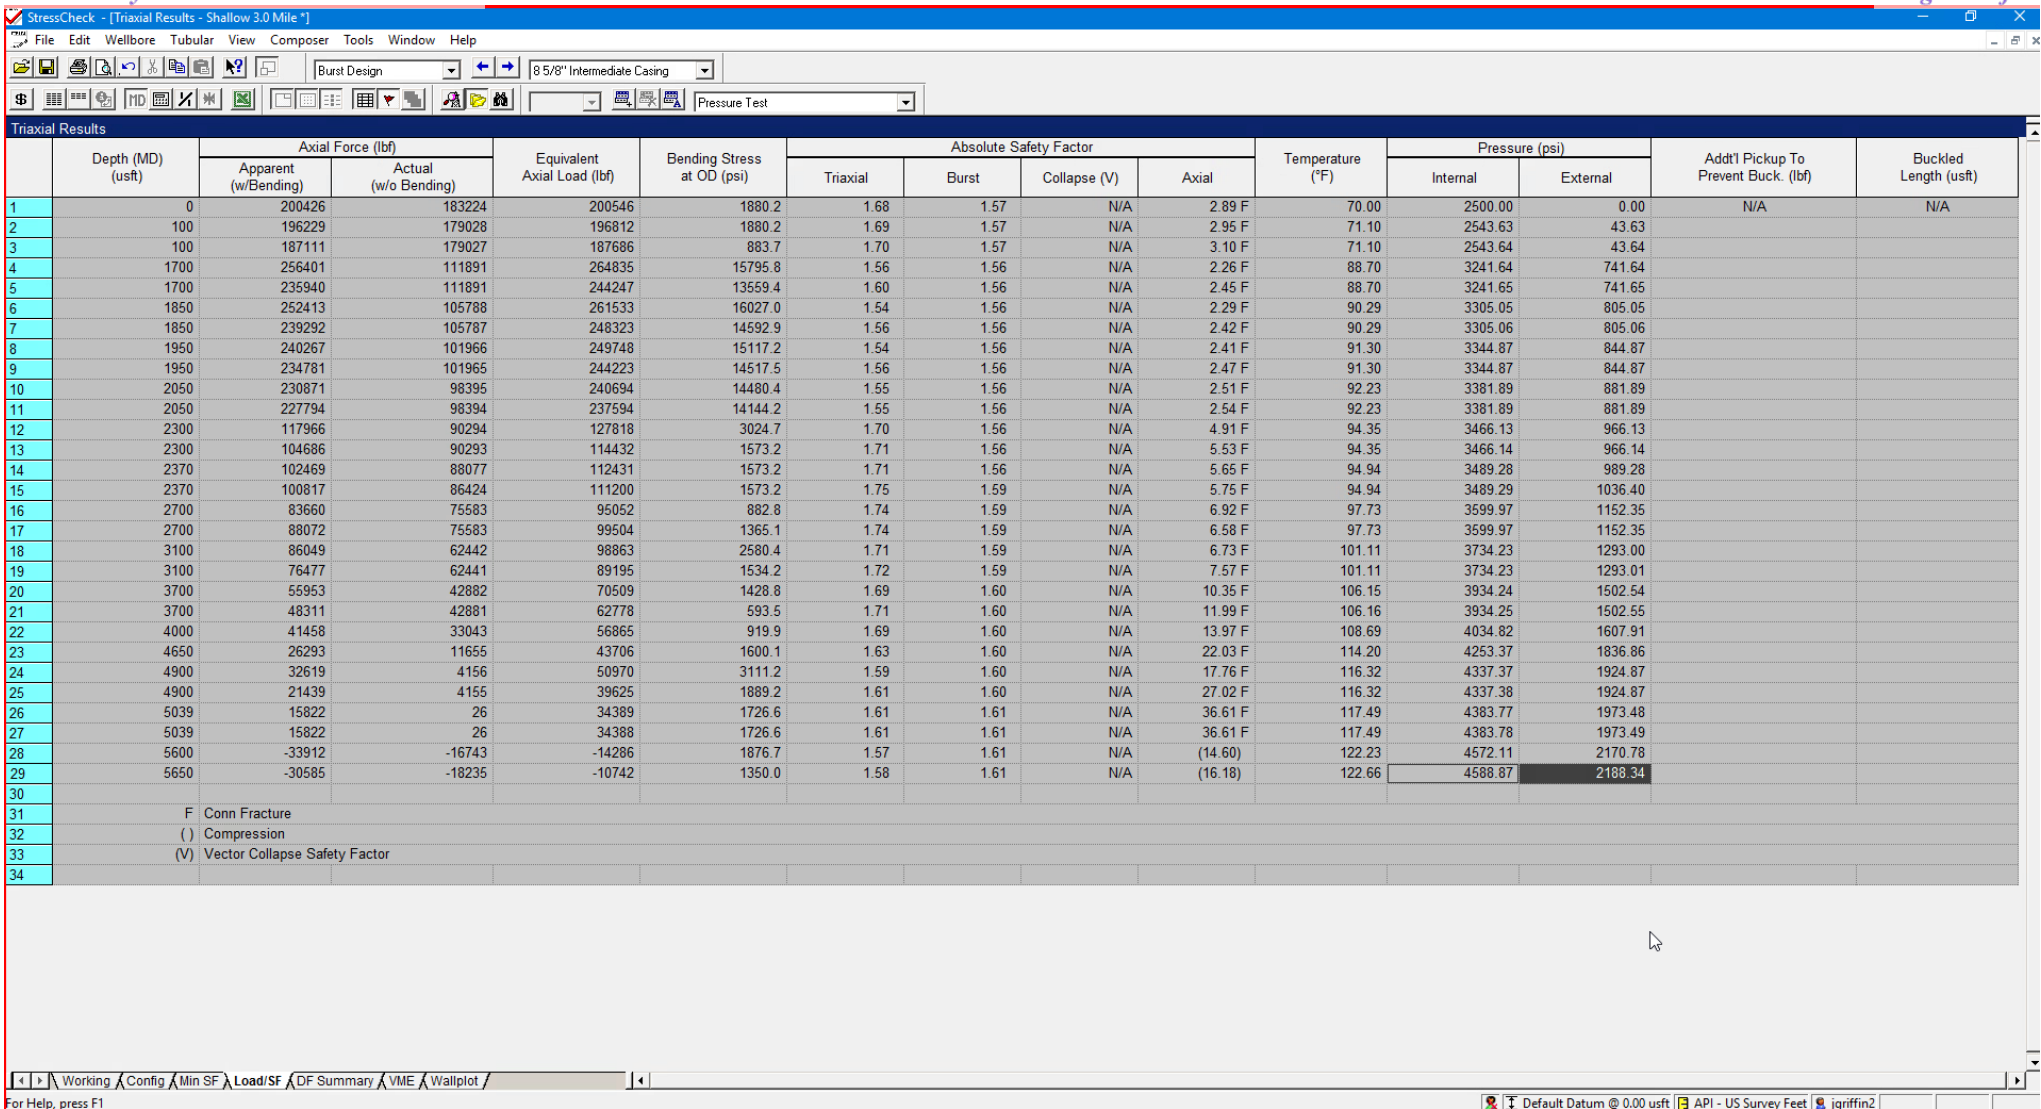 StressCheck - [Triaxial Results - Shallow 3.0 Mile *]
File Edit Wellbore Tubular View Composer Tools Window Help
Burst Design 8 5/8" Intermediate Casing
$ MD Pressure Test
Triaxial Results
Depth (MD) (usft) Axial Force (lbf) Equivalent Axial Load (lbf) Bending Stress at OD (psi) Absolute Safety Factor Temperature (°F) Pressure (psi) Addt'l Pickup To Prevent Buck. (lbf) Buckled Length (usft)
Apparent (w/Bending) Actual (w/o Bending) Triaxial Burst Collapse (V) Axial Internal External
1 0 200426 183224 200546 1880.2 1.68 1.57 N/A 2.89 F 70.00 2500.00 0.00 N/A N/A
2 100 196229 179028 196812 1880.2 1.69 1.57 N/A 2.95 F 71.10 2543.63 43.63
3 100 187111 179027 187686 883.7 1.70 1.57 N/A 3.10 F 71.10 2543.64 43.64
4 1700 256401 111891 264835 15795.8 1.56 1.56 N/A 2.26 F 88.70 3241.64 741.64
5 1700 235940 111891 244247 13559.4 1.60 1.56 N/A 2.45 F 88.70 3241.65 741.65
6 1850 252413 105788 261533 16027.0 1.54 1.56 N/A 2.29 F 90.29 3305.05 805.05
7 1850 239292 105787 248323 14592.9 1.56 1.56 N/A 2.42 F 90.29 3305.06 805.06
8 1950 240267 101966 249748 15117.2 1.54 1.56 N/A 2.41 F 91.30 3344.87 844.87
9 1950 234781 101965 244223 14517.5 1.56 1.56 N/A 2.47 F 91.30 3344.87 844.87
10 2050 230871 98395 240694 14480.4 1.55 1.56 N/A 2.51 F 92.23 3381.89 881.89
11 2050 227794 98394 237594 14144.2 1.55 1.56 N/A 2.54 F 92.23 3381.89 881.89
12 2300 117966 90294 127818 3024.7 1.70 1.56 N/A 4.91 F 94.35 3466.13 966.13
13 2300 104686 90293 114432 1573.2 1.71 1.56 N/A 5.53 F 94.35 3466.14 966.14
14 2370 102469 88077 112431 1573.2 1.71 1.56 N/A 5.65 F 94.94 3489.28 989.28
15 2370 100817 86424 111200 1573.2 1.75 1.59 N/A 5.75 F 94.94 3489.29 1036.40
16 2700 83660 75583 95052 882.8 1.74 1.59 N/A 6.92 F 97.73 3599.97 1152.35
17 2700 88072 75583 99504 1365.1 1.74 1.59 N/A 6.58 F 97.73 3599.97 1152.35
18 3100 86049 62442 98863 2580.4 1.71 1.59 N/A 6.73 F 101.11 3734.23 1293.00
19 3100 76477 62441 89195 1534.2 1.72 1.59 N/A 7.57 F 101.11 3734.23 1293.01
20 3700 55953 42882 70509 1428.8 1.69 1.60 N/A 10.35 F 106.15 3934.24 1502.54
21 3700 48311 42881 62778 593.5 1.71 1.60 N/A 11.99 F 106.16 3934.25 1502.55
22 4000 41458 33043 56865 919.9 1.69 1.60 N/A 13.97 F 108.69 4034.82 1607.91
23 4650 26293 11655 43706 1600.1 1.63 1.60 N/A 22.03 F 114.20 4253.37 1836.86
24 4900 32619 4156 50970 3111.2 1.59 1.60 N/A 17.76 F 116.32 4337.37 1924.87
25 4900 21439 4155 39625 1889.2 1.61 1.60 N/A 27.02 F 116.32 4337.38 1924.87
26 5039 15822 26 34389 1726.6 1.61 1.61 N/A 36.61 F 117.49 4383.77 1973.48
27 5039 15822 26 34388 1726.6 1.61 1.61 N/A 36.61 F 117.49 4383.78 1973.49
28 5600 -33912 -16743 -14286 1876.7 1.57 1.61 N/A (14.60) 122.23 4572.11 2170.78
29 5650 -30585 -18235 -10742 1350.0 1.58 1.61 N/A (16.18) 122.66 4588.87 2188.34
30
31 F Conn Fracture
32 ( ) Compression
33 (V) Vector Collapse Safety Factor
34
Working Config Min SF Load/SF DF Summary VME Wallplot
For Help, press F1 Default Datum @ 0.00 usft API - US Survey Feet jgriffin2